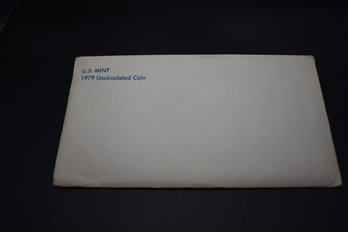 U.S. MINT
1979 Uncirculated Coin